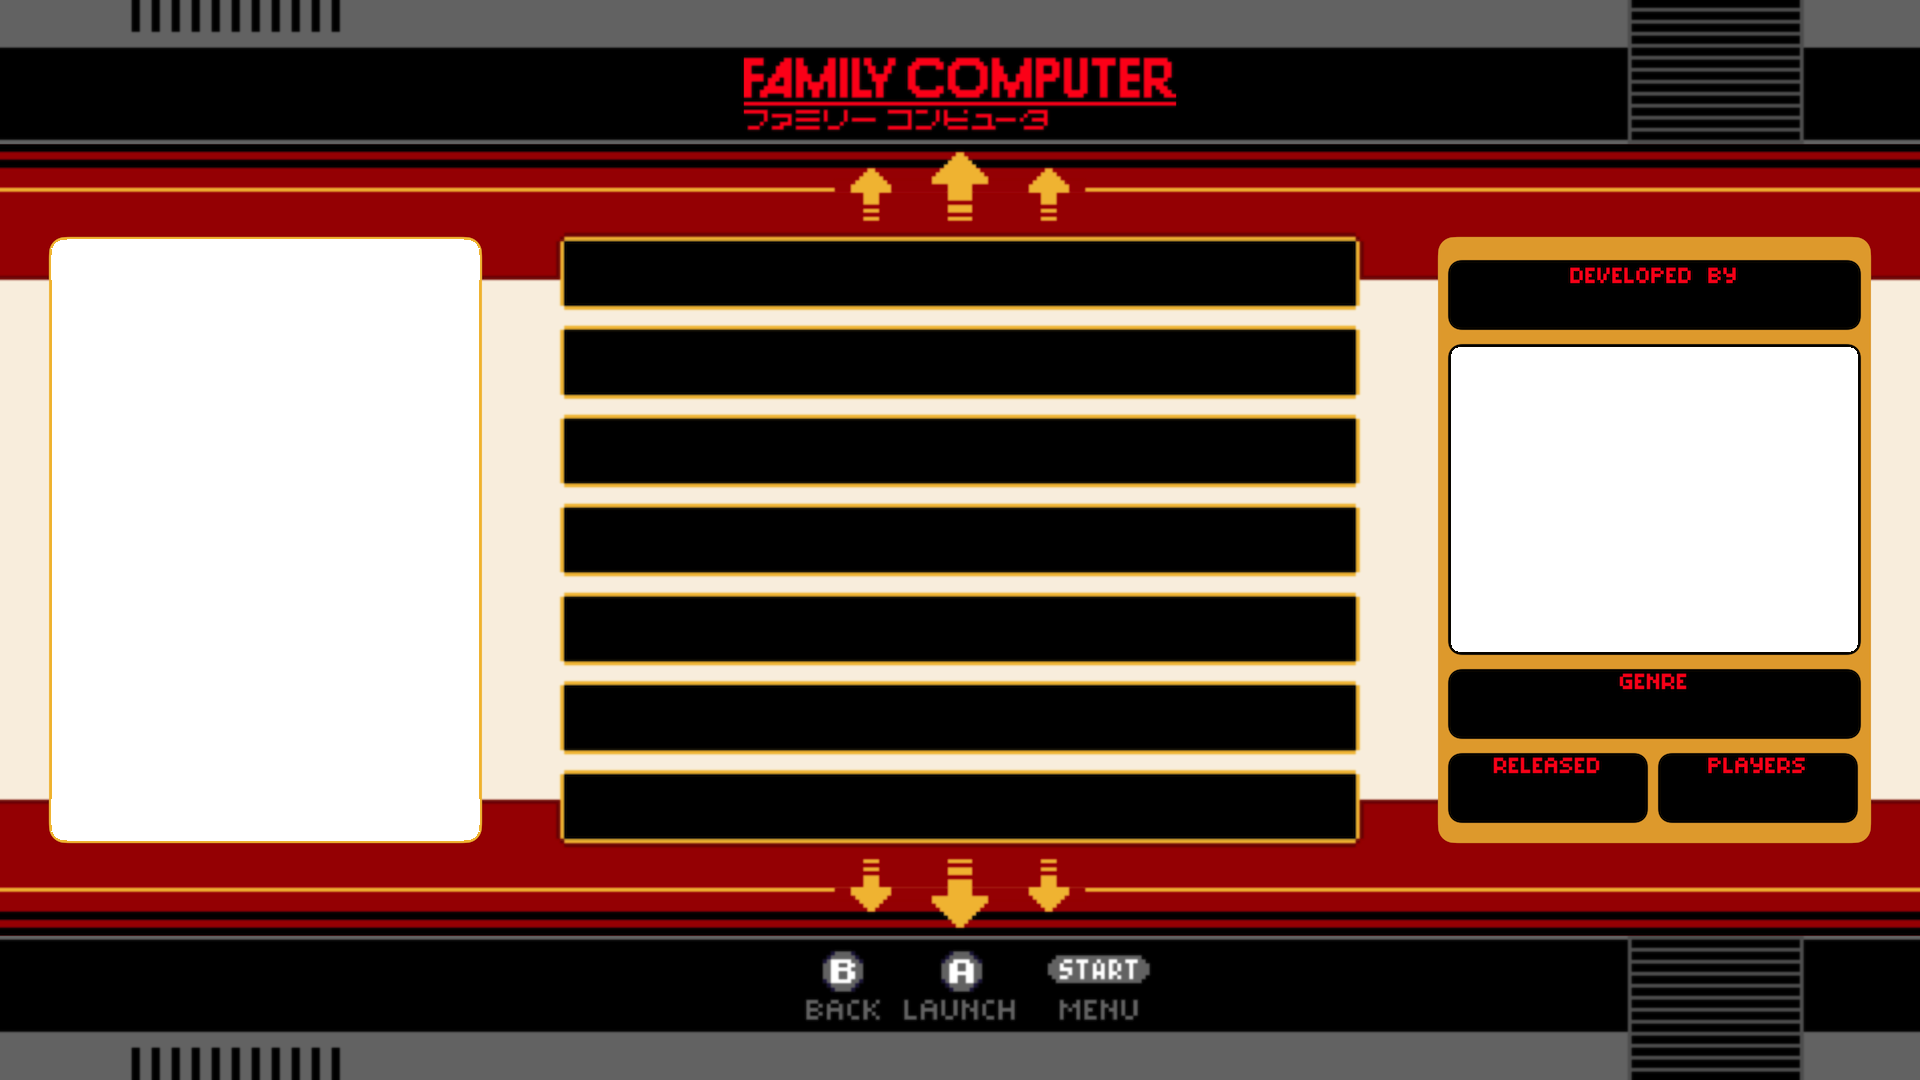 FAMILY COMPUTER
ファミリー コンピュータ
DEVELOPED BY
GENRE
RELEASED
PLAYERS
B
A
START
BACK
LAUNCH
MENU